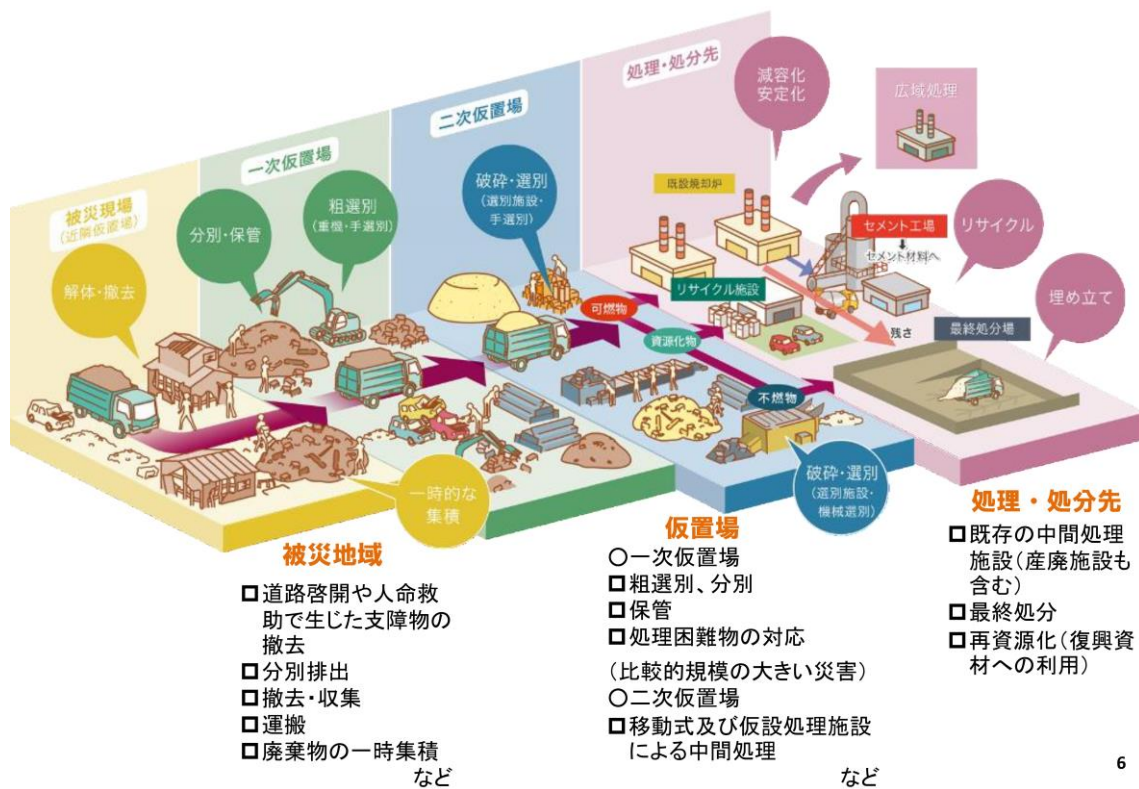 処理・処分先
減容化
安定化
広域処理
二次仮置場
一次仮置場
破砕・選別
(選別施設・
手選別)
既設焼却炉
セメント工場
セメント材料へ
リサイクル
被災現場
(近隣仮置場)
分別・保管
粗選別
(重機・手選別)
解体・撤去
可燃物
リサイクル施設
資源化物
残さ
最終処分場
埋め立て
不燃物
一時的な
集積
破砕・選別
(選別施設・
機械選別)
被災地域
□道路啓開や人命救
助で生じた支障物の
撤去
□分別排出
□撤去・収集
□運搬
□廃棄物の一時集積
など
仮置場
○一次仮置場
□粗選別、分別
□保管
□処理困難物の対応
(比較的規模の大きい災害)
○二次仮置場
□移動式及び仮設処理施設
による中間処理
など
処理・処分先
□既存の中間処理
施設(産廃施設も
含む)
□最終処分
□再資源化(復興資
材への利用)
6